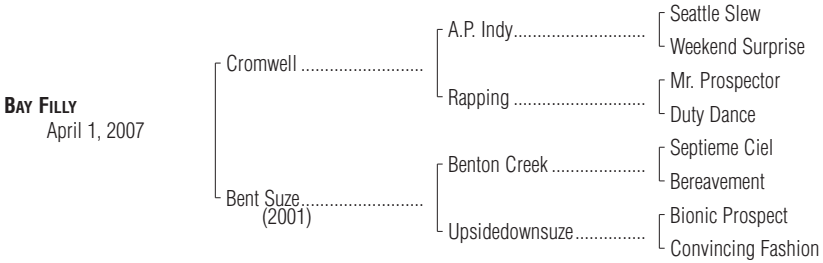 Seattle Slew
A.P. Indy..............................
Weekend Surprise
Cromwell ...........................
Mr. Prospector
Rapping .............................
Duty Dance
BAY FILLY
April 1, 2007
Septieme Ciel
Benton Creek .....................
Bereavement
Bent Suze...........................
(2001)
Bionic Prospect
Upsidedownsuze................
Convincing Fashion